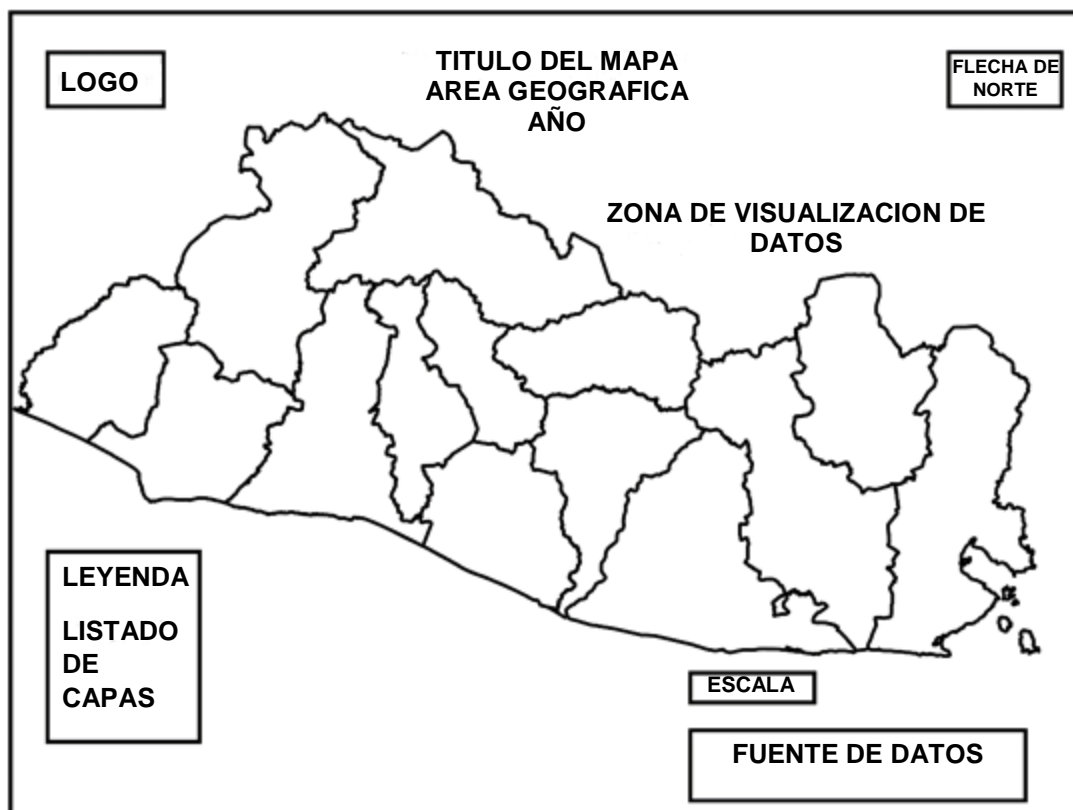 LOGO
TITULO DEL MAPA
AREA GEOGRAFICA
AÑO
FLECHA DE
NORTE
ZONA DE VISUALIZACION DE
DATOS
LEYENDA
LISTADO
DE
CAPAS
ESCALA
FUENTE DE DATOS